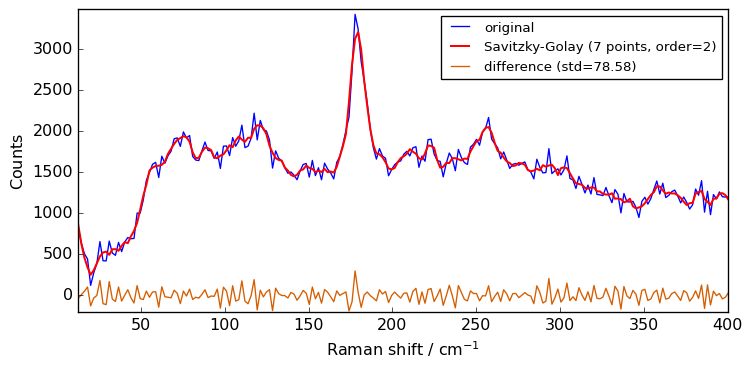 original
Savitzky-Golay (7 points, order=2)
difference (std=78.58)
Counts
3000
2500
2000
1500
1000
500
0
50 100 150 200 250 300 350 400
Raman shift / cm⁻¹